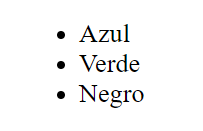 • Azul
• Verde
• Negro